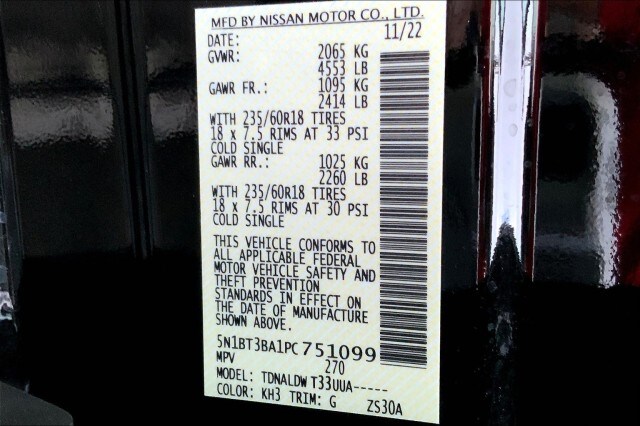 MFD BY NISSAN MOTOR CO., LTD.
DATE: 11/22
GVWR: 2065 KG
4553 LB
GAWR FR.: 1095 KG
2414 LB
WITH 235/60R18 TIRES
18 x 7.5 RIMS AT 33 PSI
COLD SINGLE
GAWR RR.: 1025 KG
2260 LB
WITH 235/60R18 TIRES
18 x 7.5 RIMS AT 30 PSI
COLD SINGLE
THIS VEHICLE CONFORMS TO
ALL APPLICABLE FEDERAL
MOTOR VEHICLE SAFETY AND
THEFT PREVENTION
STANDARDS IN EFFECT ON
THE DATE OF MANUFACTURE
SHOWN ABOVE.
5N1BT3BA1PC751099
MPV 270
MODEL: TDNALDW T33UUA-----
COLOR: KH3 TRIM: G ZS30A